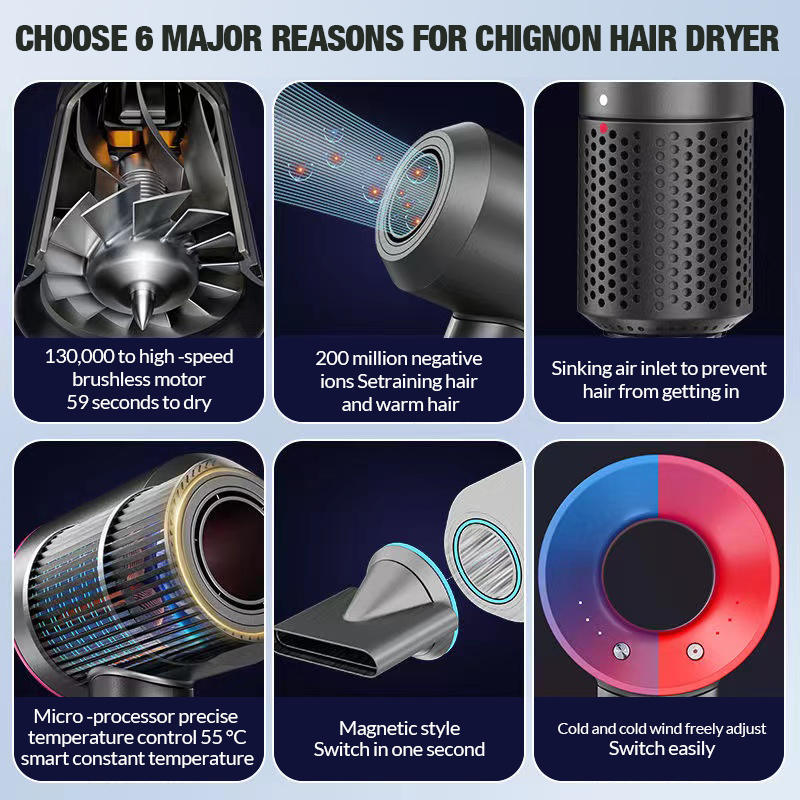 CHOOSE 6 MAJOR REASONS FOR CHIGNON HAIR DRYER
130,000 to high -speed
brushless motor
59 seconds to dry
200 million negative
ions Setraining hair
and warm hair
Sinking air inlet to prevent
hair from getting in
Micro -processor precise
temperature control 55 °C
smart constant temperature
Magnetic style
Switch in one second
Cold and cold wind freely adjust
Switch easily